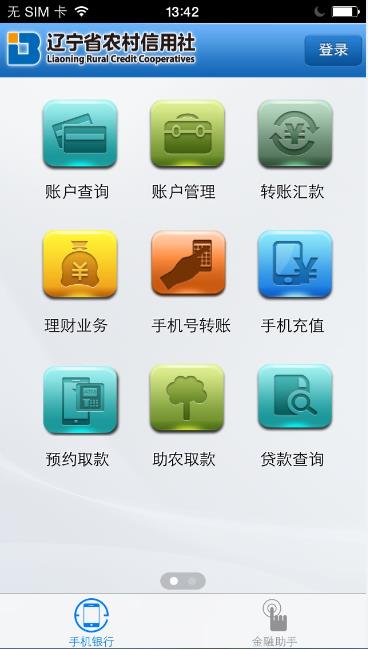 无 SIM 卡 13:42
辽宁省农村信用社
Liaoning Rural Credit Cooperatives
登录
账户查询 账户管理 转账汇款
理财业务 手机号转账 手机充值
预约取款 助农取款 贷款查询
手机银行 金融助手